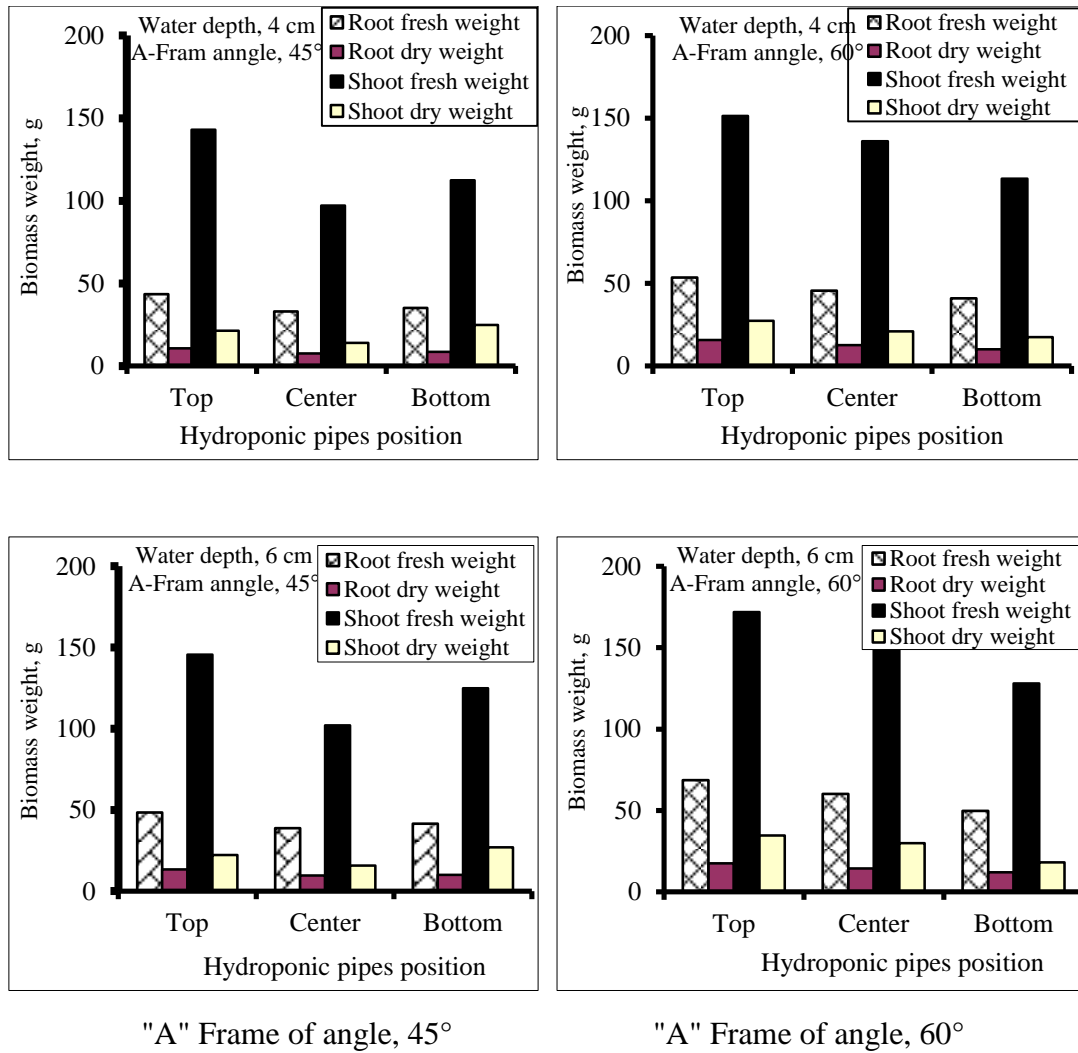 Water depth, 4 cm
A-Fram anngle, 45°
Root fresh weight
Root dry weight
Shoot fresh weight
Shoot dry weight
Biomass weight, g
200
150
100
50
0
Top Center Bottom
Hydroponic pipes position
Water depth, 4 cm
A-Fram anngle, 60°
Root fresh weight
Root dry weight
Shoot fresh weight
Shoot dry weight
Biomass weight, g
200
150
100
50
0
Top Center Bottom
Hydroponic pipes position
Water depth, 6 cm
A-Fram anngle, 45°
Root fresh weight
Root dry weight
Shoot fresh weight
Shoot dry weight
Biomass weight, g
200
150
100
50
0
Top Center Bottom
Hydroponic pipes position
Water depth, 6 cm
A-Fram anngle, 60°
Root fresh weight
Root dry weight
Shoot fresh weight
Shoot dry weight
Biomass weight, g
200
150
100
50
0
Top Center Bottom
Hydroponic pipes position
"A" Frame of angle, 45° "A" Frame of angle, 60°